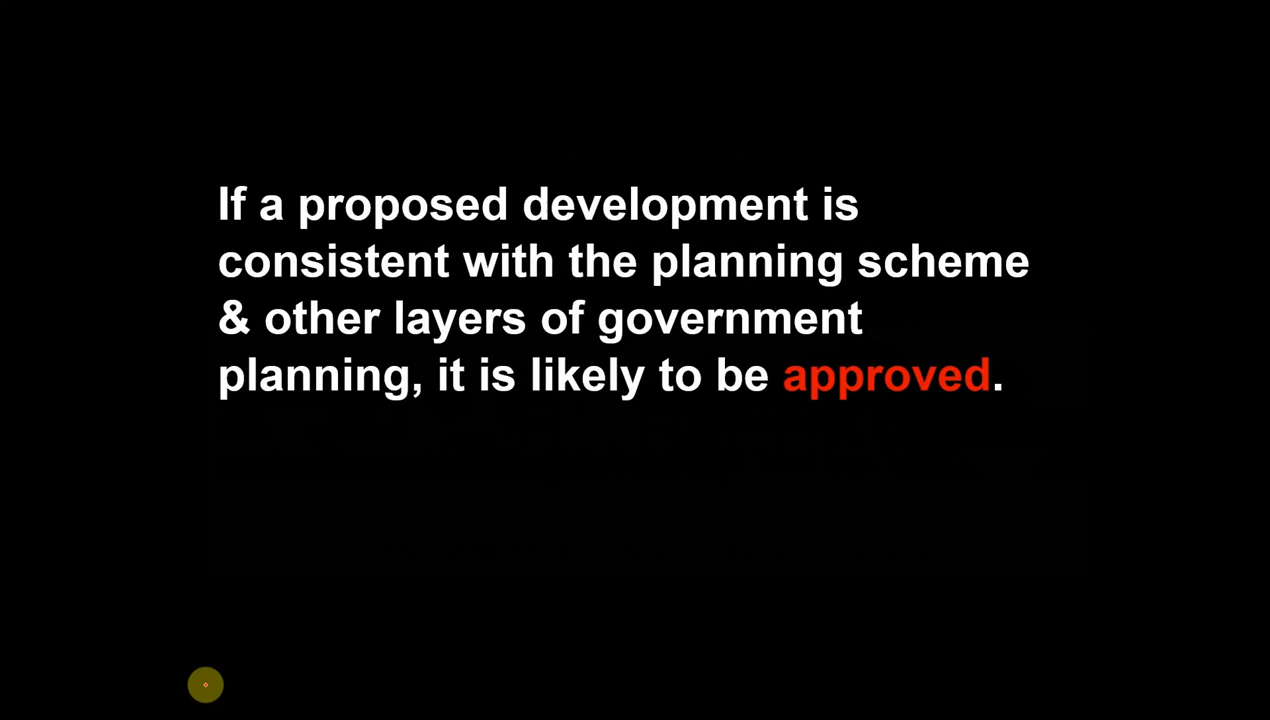 If a proposed development is
consistent with the planning scheme
& other layers of government
planning, it is likely to be approved.